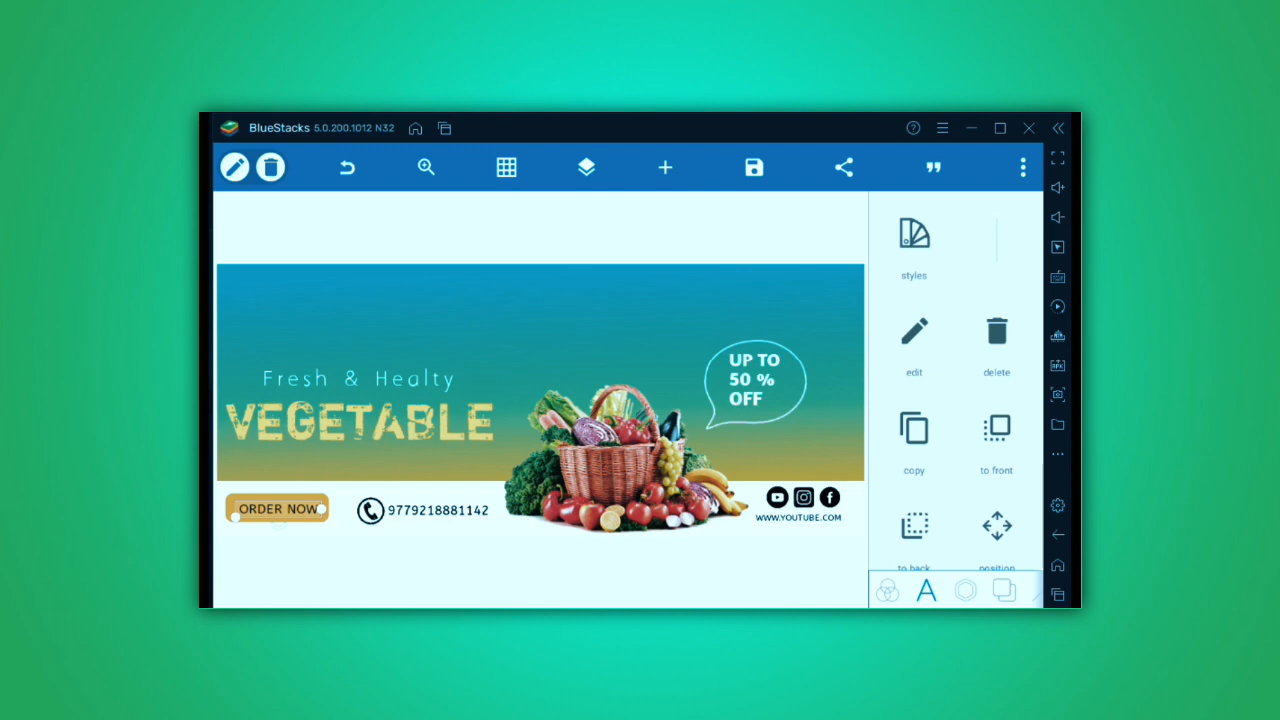 BlueStacks 5.0.200.1012 N32
styles
edit
delete
copy
to front
to back
position
Fresh & Healty
VEGETABLE
UP TO
50 %
OFF
ORDER NOW
9779218881142
WWW.YOUTUBE.COM